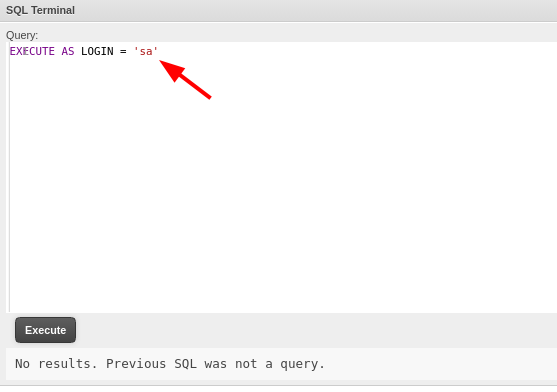 SQL Terminal
Query:
EXECUTE AS LOGIN = 'sa'
Execute
No results. Previous SQL was not a query.